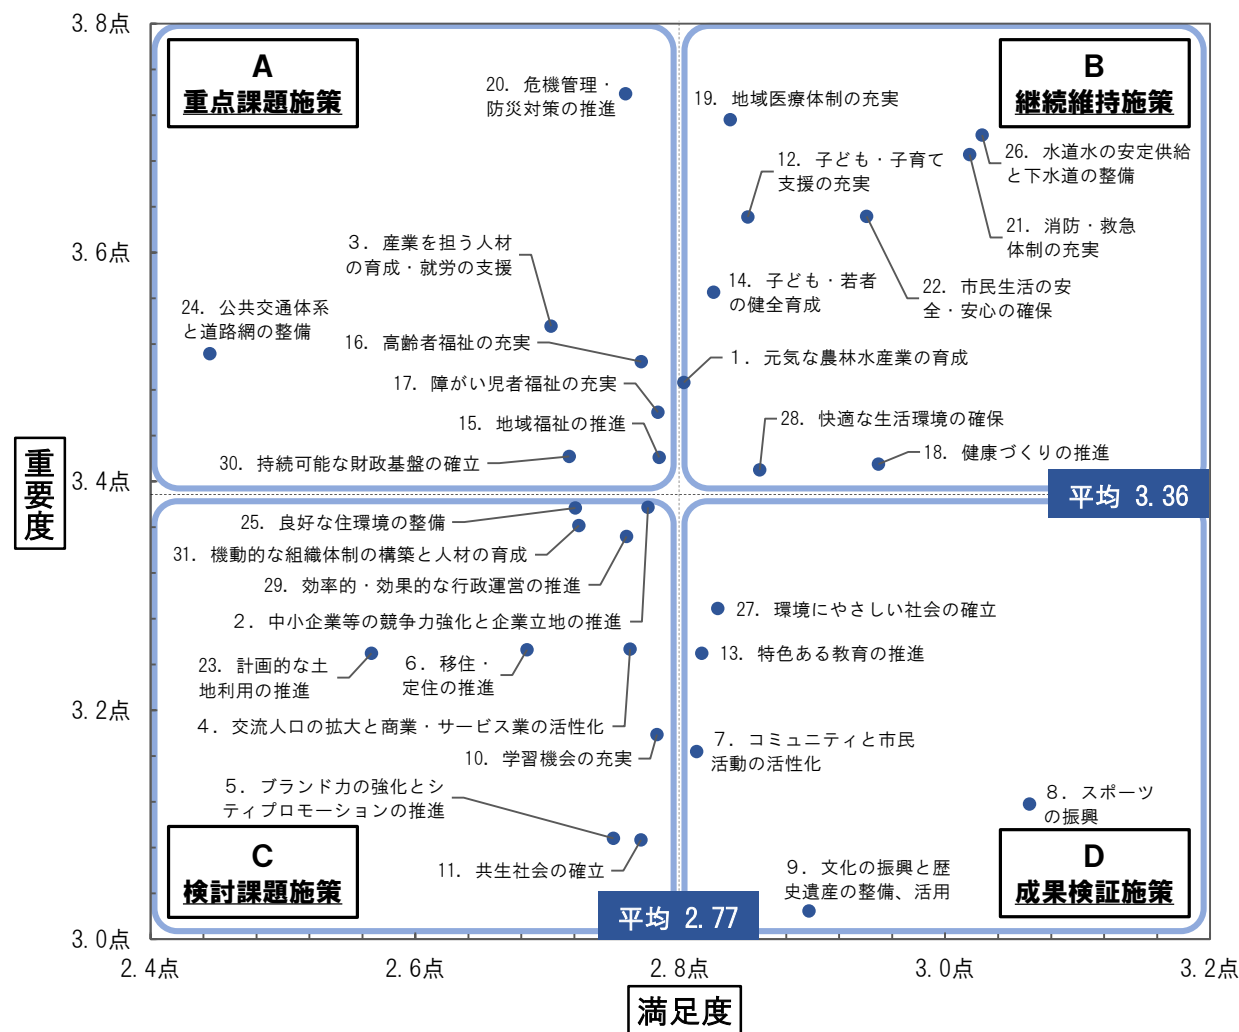 3.8点
A
重点課題施策
20. 危機管理・
防災対策の推進
19. 地域医療体制の充実
B
継続維持施策
26. 水道水の安定供給
と下水道の整備
12. 子ども・子育て
支援の充実
21. 消防・救急
体制の充実
3. 産業を担う人材
の育成・就労の支援
3.6点
14. 子ども・若者
の健全育成
22. 市民生活の安
全・安心の確保
24. 公共交通体系
と道路網の整備
16. 高齢者福祉の充実
1. 元気な農林水産業の育成
17. 障がい児者福祉の充実
28. 快適な生活環境の確保
15. 地域福祉の推進
18. 健康づくりの推進
30. 持続可能な財政基盤の確立
重要度
3.4点
平均 3.36
25. 良好な住環境の整備
31. 機動的な組織体制の構築と人材の育成
29. 効率的・効果的な行政運営の推進
27. 環境にやさしい社会の確立
2. 中小企業等の競争力強化と企業立地の推進
13. 特色ある教育の推進
23. 計画的な土
地利用の推進
6. 移住・
定住の推進
3.2点
4. 交流人口の拡大と商業・サービス業の活性化
7. コミュニティと市民
活動の活性化
10. 学習機会の充実
5. ブランド力の強化とシ
ティプロモーションの推進
8. スポーツ
の振興
C
検討課題施策
11. 共生社会の確立
9. 文化の振興と歴
史遺産の整備、活用
D
成果検証施策
平均 2.77
3.0点
2.4点
2.6点
2.8点
3.0点
3.2点
満足度